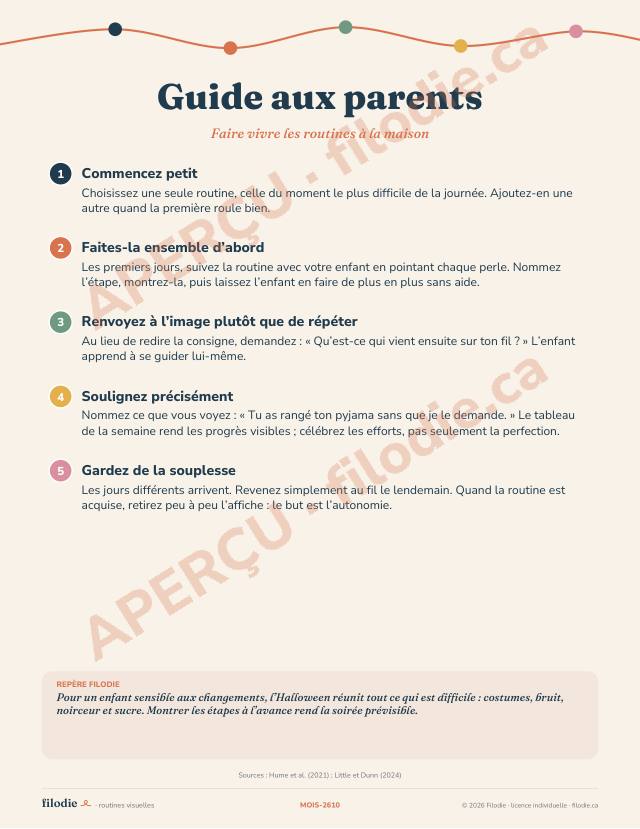 Guide aux parents
Faire vivre les routines à la maison
1 Commencez petit
Choisissez une seule routine, celle du moment le plus difficile de la journée. Ajoutez-en une
autre quand la première roule bien.
2 Faites-la ensemble d’abord
Les premiers jours, suivez la routine avec votre enfant en pointant chaque perle. Nommez
l’étape, montrez-la, puis laissez l’enfant en faire de plus en plus sans aide.
3 Renvoyez à l’image plutôt que de répéter
Au lieu de redire la consigne, demandez : « Qu’est-ce qui vient ensuite sur ton fil ? » L’enfant
apprend à se guider lui-même.
4 Soulignez précisément
Nommez ce que vous voyez : « Tu as rangé ton pyjama sans que je le demande. » Le tableau
de la semaine rend les progrès visibles ; célébrez les efforts, pas seulement la perfection.
5 Gardez de la souplesse
Les jours différents arrivent. Revenez simplement au fil le lendemain. Quand la routine est
acquise, retirez peu à peu l’affiche : le but est l’autonomie.
APERÇU · filodie.ca
APERÇU · filodie.ca
REPÈRE FILODIE
Pour un enfant sensible aux changements, l’Halloween réunit tout ce qui est difficile : costumes, bruit,
noirceur et sucre. Montrer les étapes à l’avance rend la soirée prévisible.
Sources : Hume et al. (2021) ; Little et Dunn (2024)
filodie · routines visuelles MOIS-2610 © 2026 Filodie · licence individuelle · filodie.ca